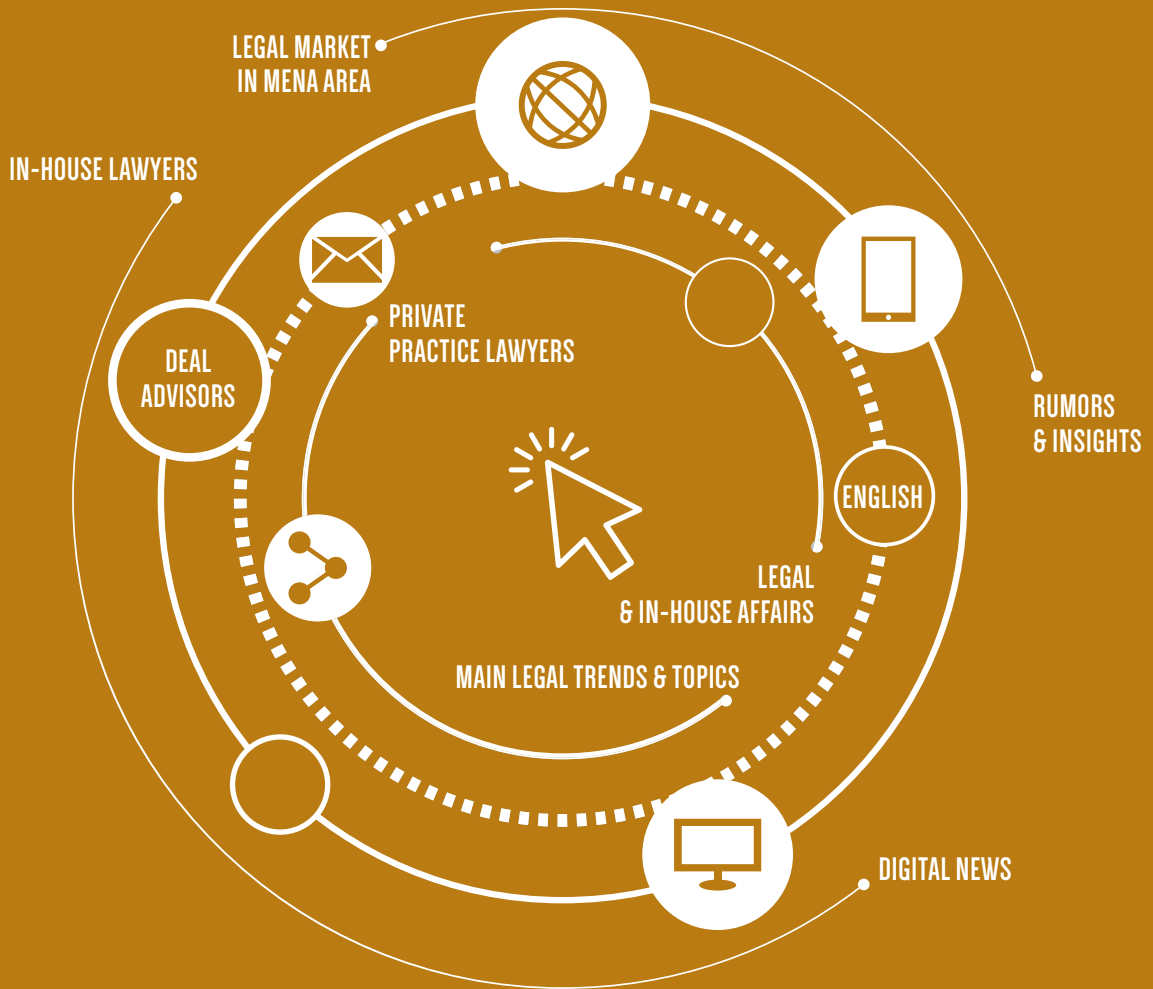 LEGAL MARKET
IN MENA AREA
IN-HOUSE LAWYERS
PRIVATE
PRACTICE LAWYERS
DEAL
ADVISORS
RUMORS
& INSIGHTS
ENGLISH
LEGAL
& IN-HOUSE AFFAIRS
MAIN LEGAL TRENDS & TOPICS
DIGITAL NEWS